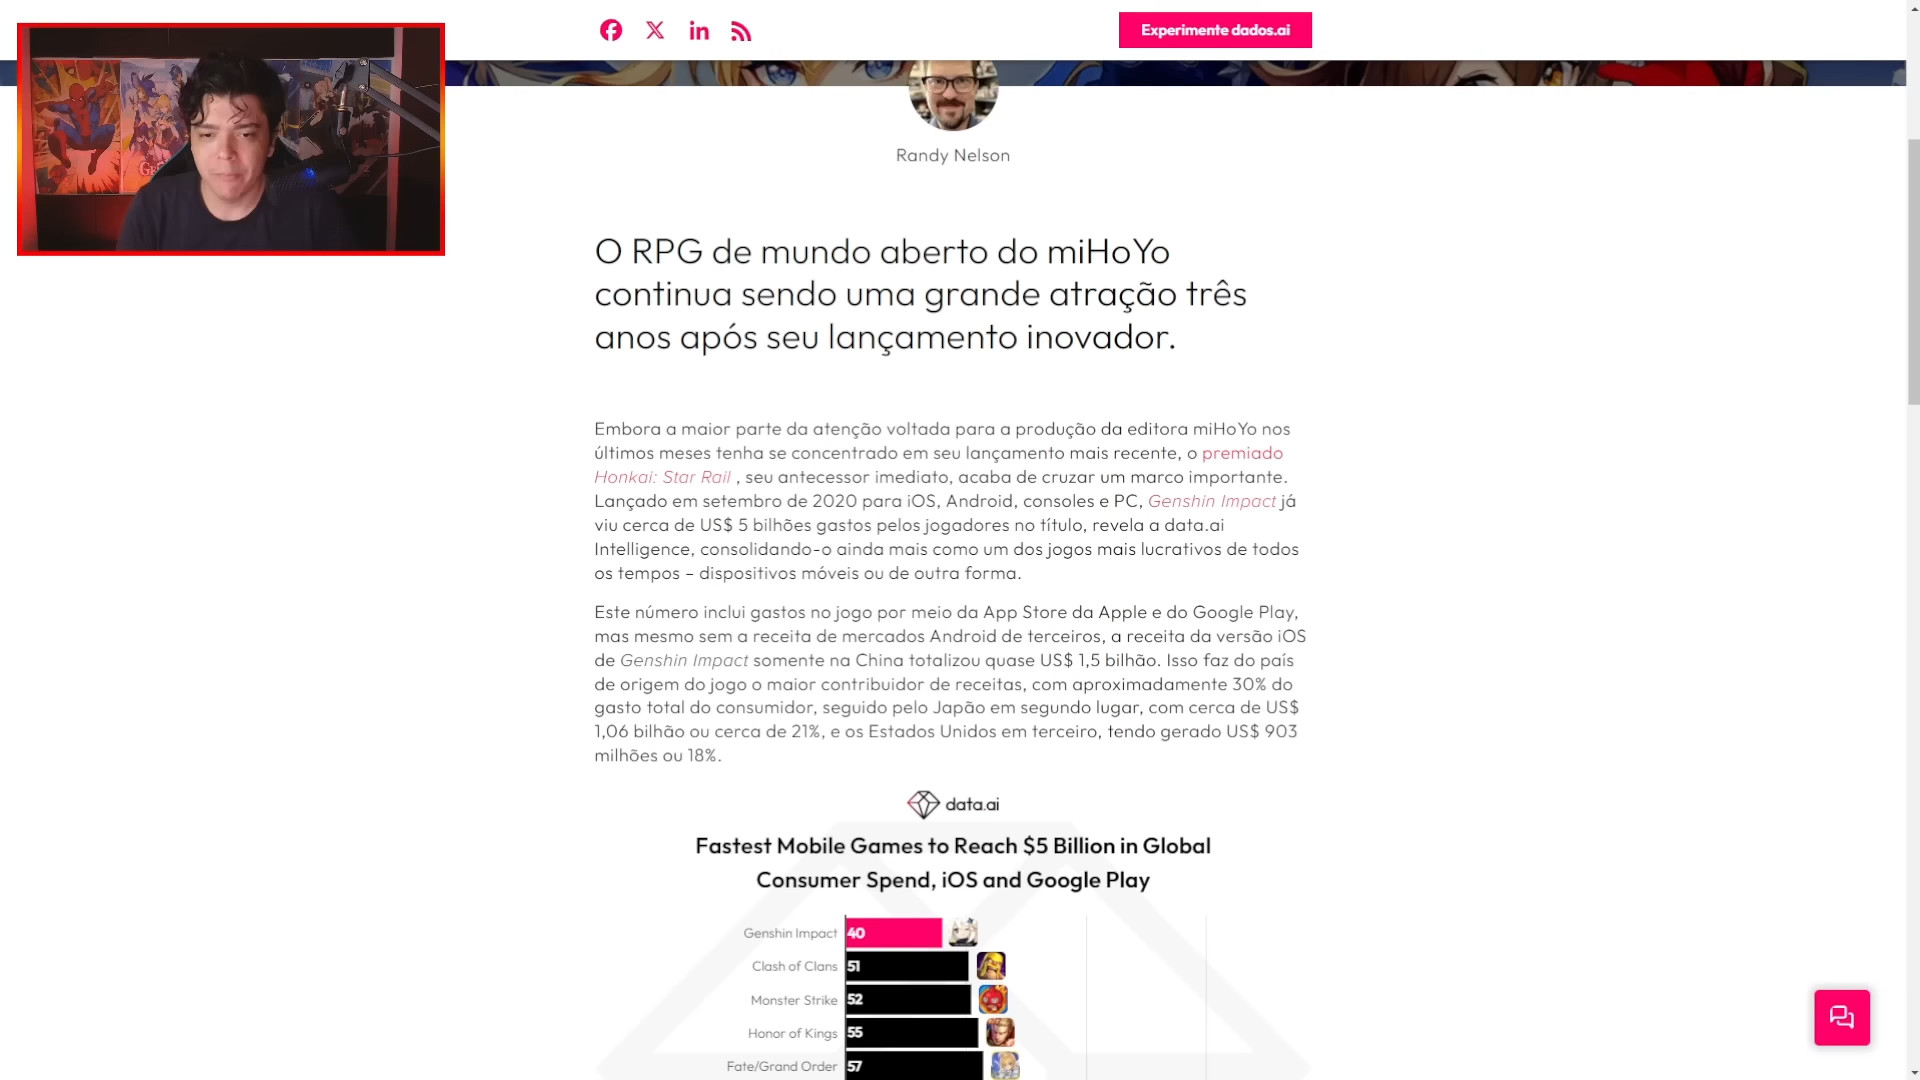 Experimente dados.ai
Randy Nelson
O RPG de mundo aberto do miHoYo
continua sendo uma grande atração três
anos após seu lançamento inovador.
Embora a maior parte da atenção voltada para a produção da editora miHoYo nos
últimos meses tenha se concentrado em seu lançamento mais recente, o premiado
Honkai: Star Rail , seu antecessor imediato, acaba de cruzar um marco importante.
Lançado em setembro de 2020 para iOS, Android, consoles e PC, Genshin Impact já
viu cerca de US$ 5 bilhões gastos pelos jogadores no título, revela a data.ai
Intelligence, consolidando-o ainda mais como um dos jogos mais lucrativos de todos
os tempos – dispositivos móveis ou de outra forma.
Este número inclui gastos no jogo por meio da App Store da Apple e do Google Play,
mas mesmo sem a receita de mercados Android de terceiros, a receita da versão iOS
de Genshin Impact somente na China totalizou quase US$ 1,5 bilhão. Isso faz do país
de origem do jogo o maior contribuidor de receitas, com aproximadamente 30% do
gasto total do consumidor, seguido pelo Japão em segundo lugar, com cerca de US$
1,06 bilhão ou cerca de 21%, e os Estados Unidos em terceiro, tendo gerado US$ 903
milhões ou 18%.
data.ai
Fastest Mobile Games to Reach $5 Billion in Global
Consumer Spend, iOS and Google Play
Genshin Impact 40
Clash of Clans 51
Monster Strike 52
Honor of Kings 55
Fate/Grand Order 57